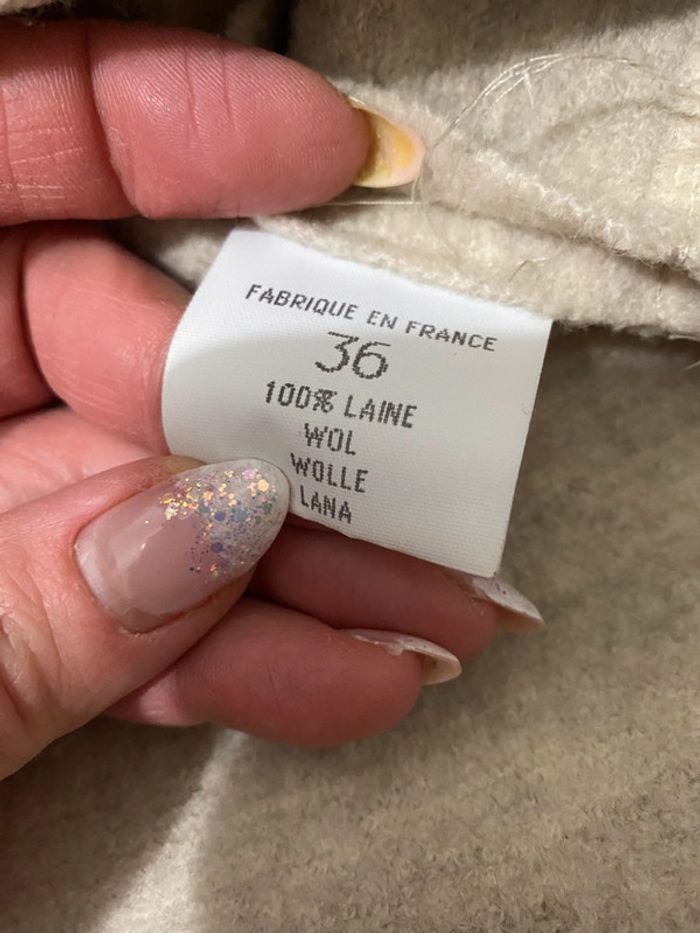 FABRIQUE EN FRANCE
36
100% LAINE
WOL
WOLLE
LANA